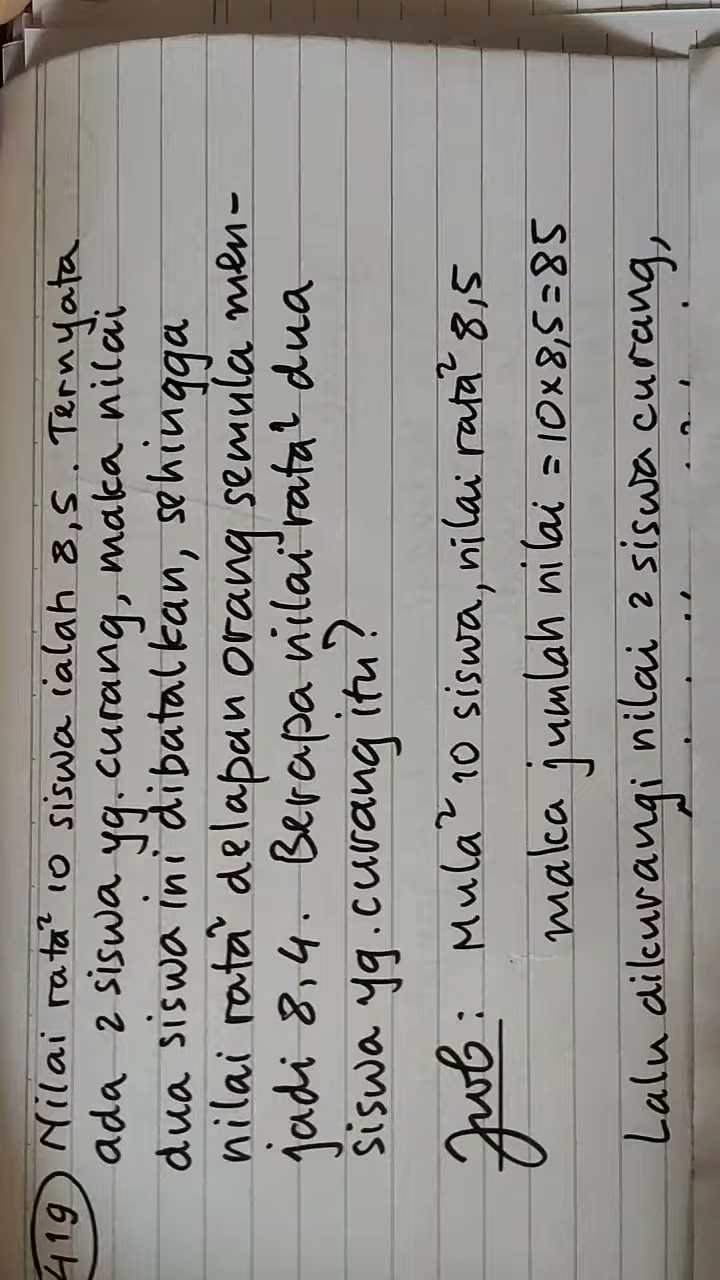 419 Nilai rata² 10 siswa ialah 8,5. Ternyata
ada 2 siswa yg. curang, maka nilai
dua siswa ini dibatalkan, sehingga
nilai rata² delapan orang semula men-
jadi 8,4. Berapa nilai rata² dua
siswa yg. curang itu?
Jwb: Mula² 10 siswa, nilai rata² 8,5
maka jumlah nilai = 10x8,5=85
Lalu dikurangi nilai 2 siswa curang,